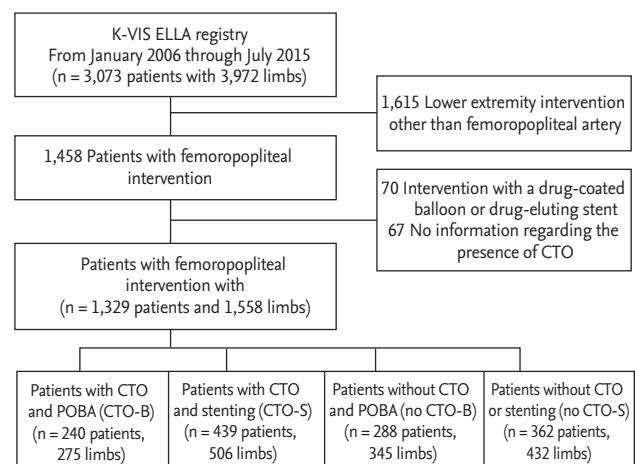 K-VIS ELLA registry
From January 2006 through July 2015
(n = 3,073 patients with 3,972 limbs)
1,615 Lower extremity intervention
other than femoropopliteal artery
1,458 Patients with femoropopliteal
intervention
70 Intervention with a drug-coated
balloon or drug-eluting stent
67 No information regarding the
presence of CTO
Patients with femoropopliteal
intervention with
(n = 1,329 patients and 1,558 limbs)
Patients with CTO
and POBA (CTO-B)
(n = 240 patients,
275 limbs)
Patients with CTO
and stenting (CTO-S)
(n = 439 patients,
506 limbs)
Patients without CTO
and POBA (no CTO-B)
(n = 288 patients,
345 limbs)
Patients without CTO
or stenting (no CTO-S)
(n = 362 patients,
432 limbs)